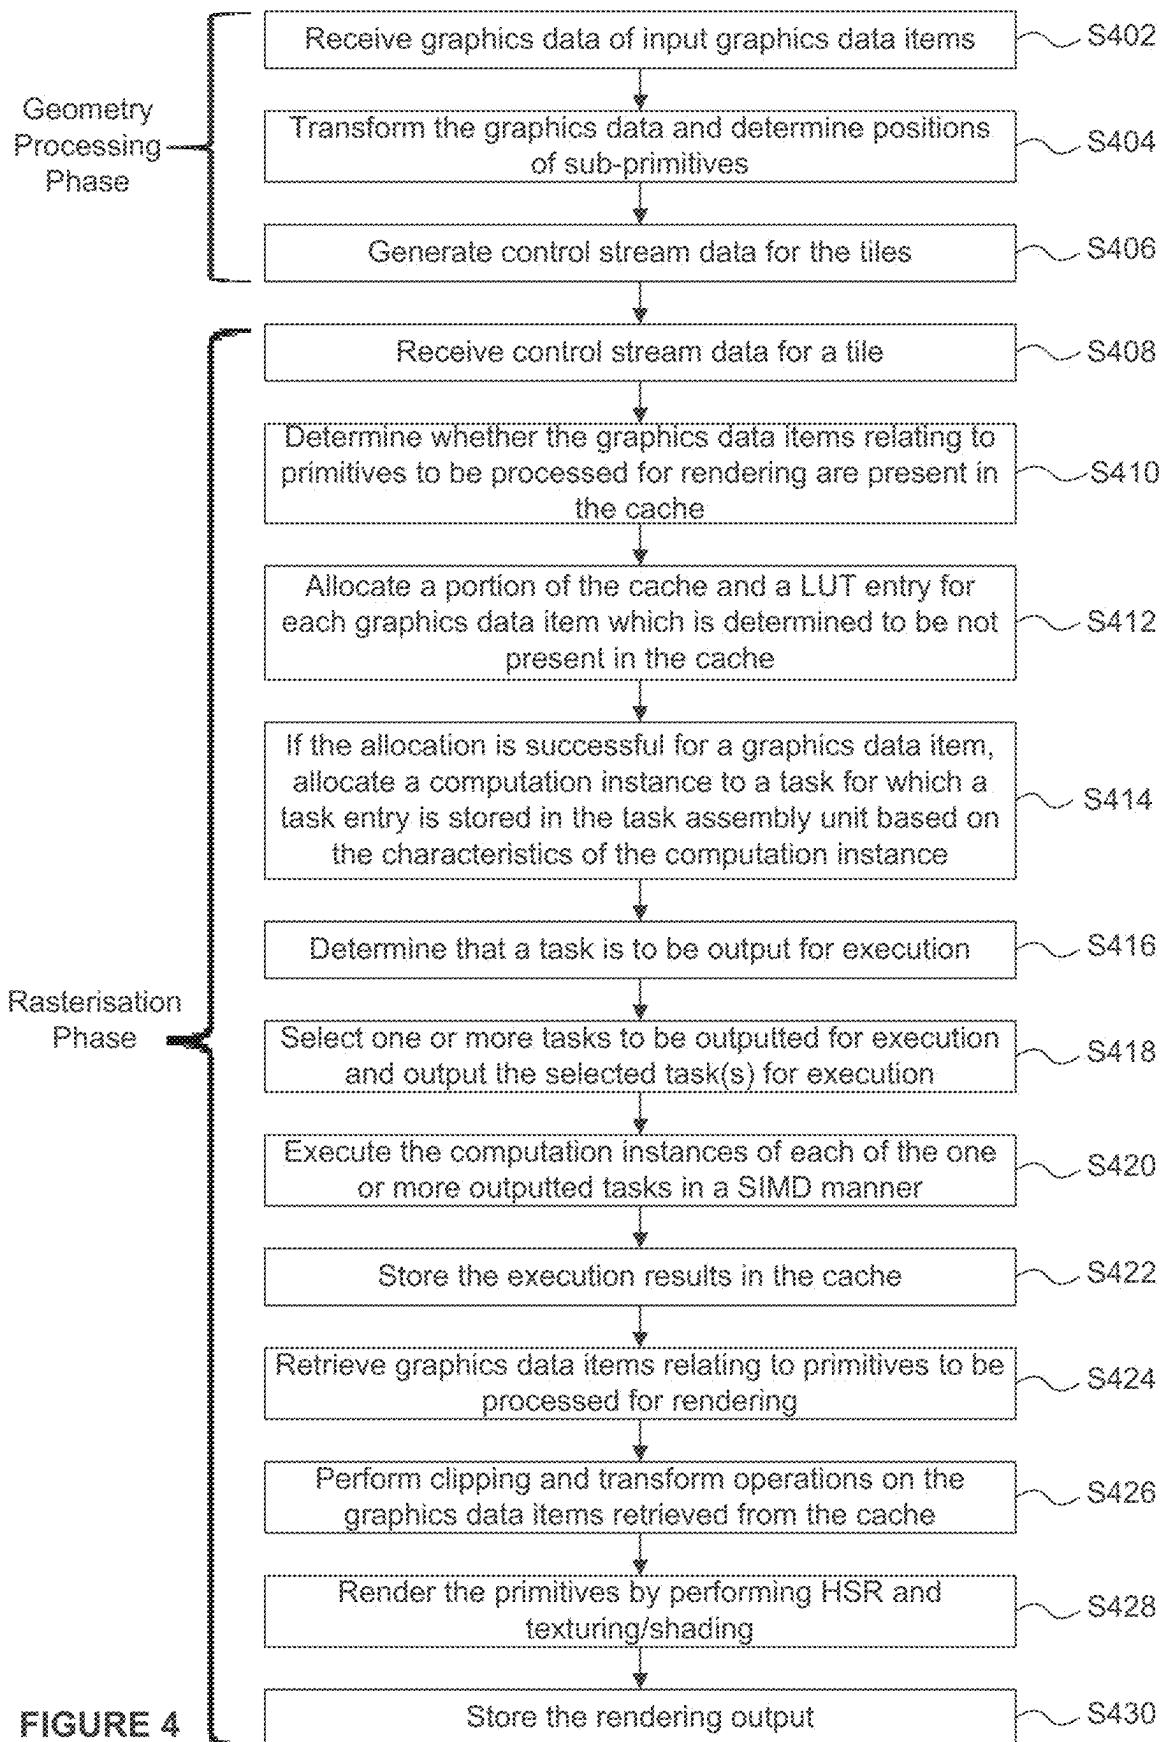 Geometry
Processing
Phase
Receive graphics data of input graphics data items
S402
Transform the graphics data and determine positions
of sub-primitives
S404
Generate control stream data for the tiles
S406
Rasterisation
Phase
Receive control stream data for a tile
S408
Determine whether the graphics data items relating to
primitives to be processed for rendering are present in
the cache
S410
Allocate a portion of the cache and a LUT entry for
each graphics data item which is determined to be not
present in the cache
S412
If the allocation is successful for a graphics data item,
allocate a computation instance to a task for which a
task entry is stored in the task assembly unit based on
the characteristics of the computation instance
S414
Determine that a task is to be output for execution
S416
Select one or more tasks to be outputted for execution
and output the selected task(s) for execution
S418
Execute the computation instances of each of the one
or more outputted tasks in a SIMD manner
S420
Store the execution results in the cache
S422
Retrieve graphics data items relating to primitives to be
processed for rendering
S424
Perform clipping and transform operations on the
graphics data items retrieved from the cache
S426
Render the primitives by performing HSR and
texturing/shading
S428
Store the rendering output
S430
FIGURE 4